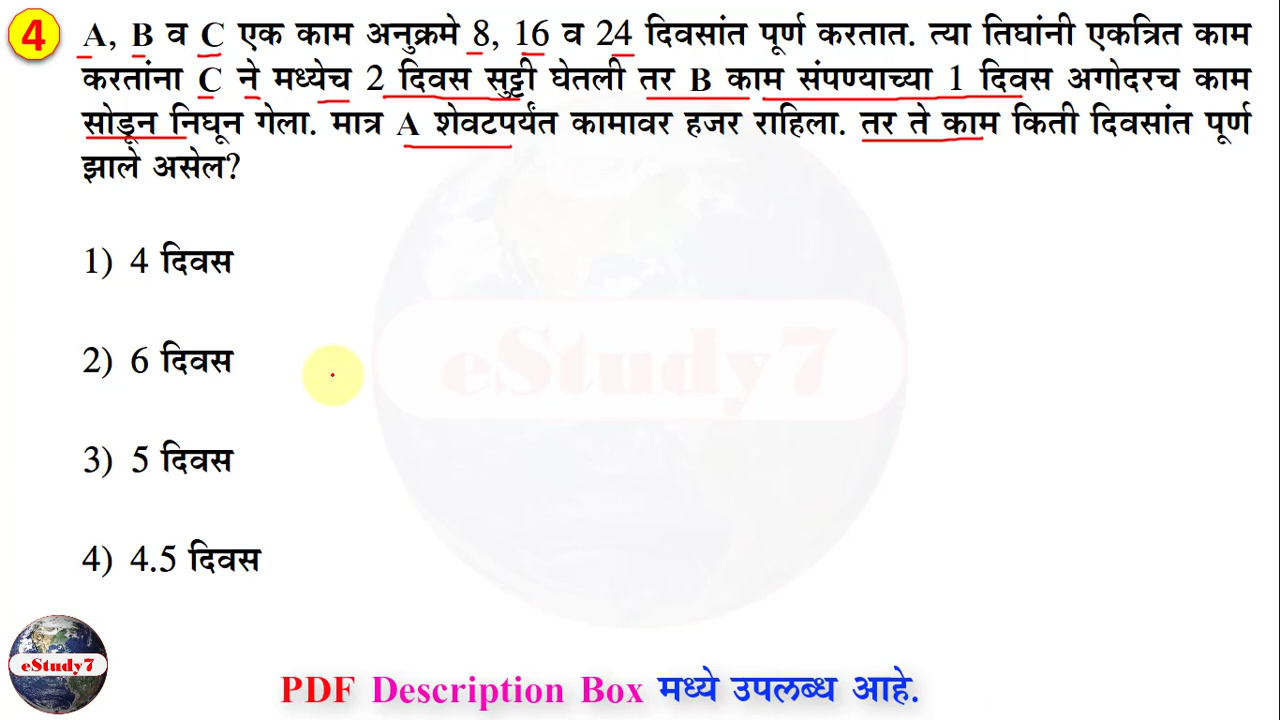 4 A, B व C एक काम अनुक्रमे 8, 16 व 24 दिवसांत पूर्ण करतात. त्या तिघांनी एकत्रित काम
करतांना C ने मध्येच 2 दिवस सुट्टी घेतली तर B काम संपण्याच्या 1 दिवस अगोदरच काम
सोडून निघून गेला. मात्र A शेवटपर्यंत कामावर हजर राहिला. तर ते काम किती दिवसांत पूर्ण
झाले असेल?
1) 4 दिवस
2) 6 दिवस
eStudy7
3) 5 दिवस
4) 4.5 दिवस
eStudy7
PDF Description Box मध्ये उपलब्ध आहे.